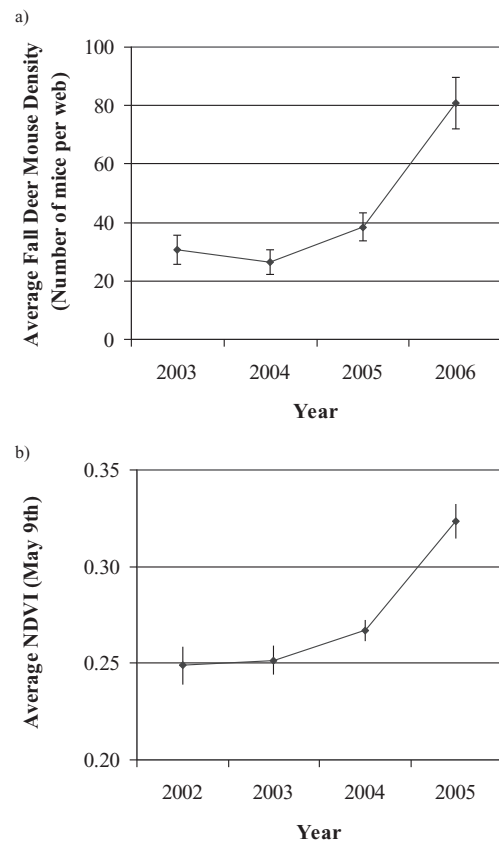 a)
Average Fall Deer Mouse Density
(Number of mice per web)
100
80
60
40
20
0
2003 2004 2005 2006
Year
b)
Average NDVI (May 9th)
0.35
0.30
0.25
0.20
2002 2003 2004 2005
Year